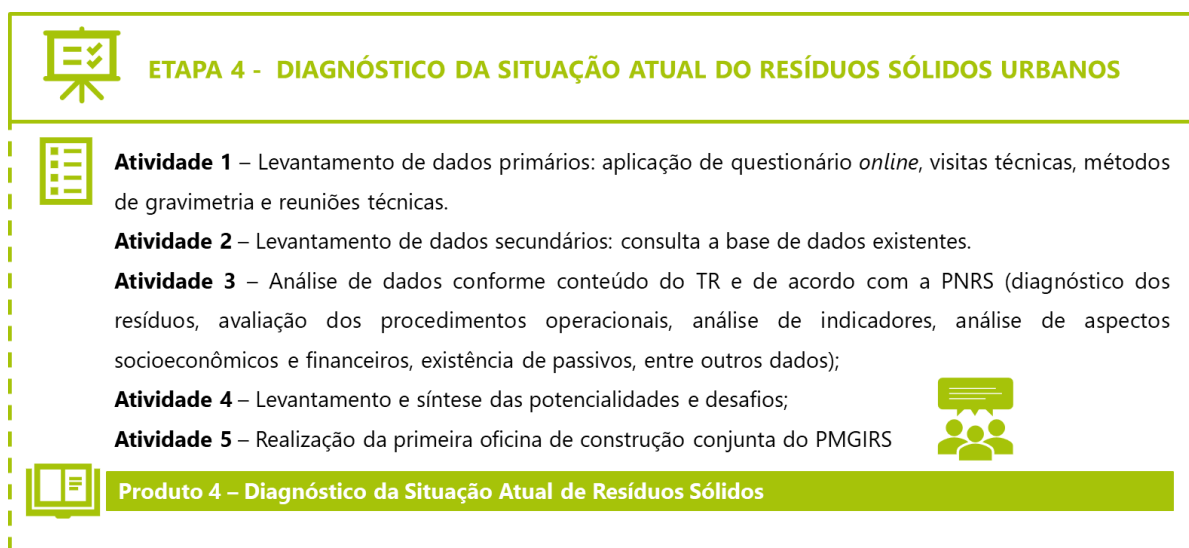 ETAPA 4 - DIAGNÓSTICO DA SITUAÇÃO ATUAL DO RESÍDUOS SÓLIDOS URBANOS
Atividade 1 – Levantamento de dados primários: aplicação de questionário online, visitas técnicas, métodos
de gravimetria e reuniões técnicas.
Atividade 2 – Levantamento de dados secundários: consulta a base de dados existentes.
Atividade 3 – Análise de dados conforme conteúdo do TR e de acordo com a PNRS (diagnóstico dos
resíduos, avaliação dos procedimentos operacionais, análise de indicadores, análise de aspectos
socioeconômicos e financeiros, existência de passivos, entre outros dados);
Atividade 4 – Levantamento e síntese das potencialidades e desafios;
Atividade 5 – Realização da primeira oficina de construção conjunta do PMGIRS
Produto 4 – Diagnóstico da Situação Atual de Resíduos Sólidos